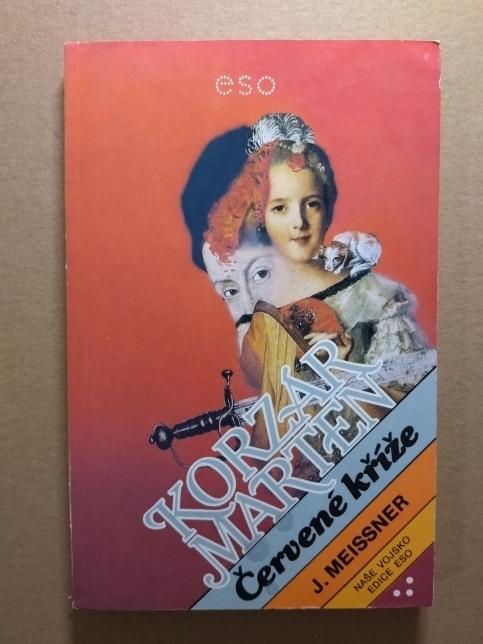 eso
KORZÁR
MARTEN
Červené kříže
J. MEISSNER
NAŠE VOJSKO
EDICE ESO